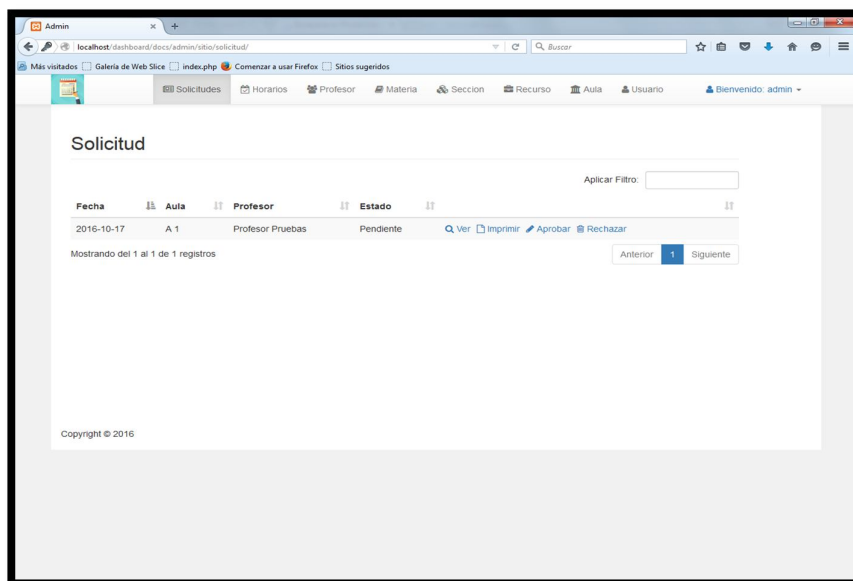 Admin
localhost/dashboard/docs/admin/sitio/solicitud/
Buscar
Más visitados Galería de Web Slice index.php Comenzar a usar Firefox Sitios sugeridos
Solicitudes Horarios Profesor Materia Seccion Recurso Aula Usuario Bienvenido: admin
Solicitud
Aplicar Filtro:
Fecha Aula Profesor Estado
2016-10-17 A 1 Profesor Pruebas Pendiente Ver Imprimir Aprobar Rechazar
Mostrando del 1 al 1 de 1 registros Anterior 1 Siguiente
Copyright © 2016